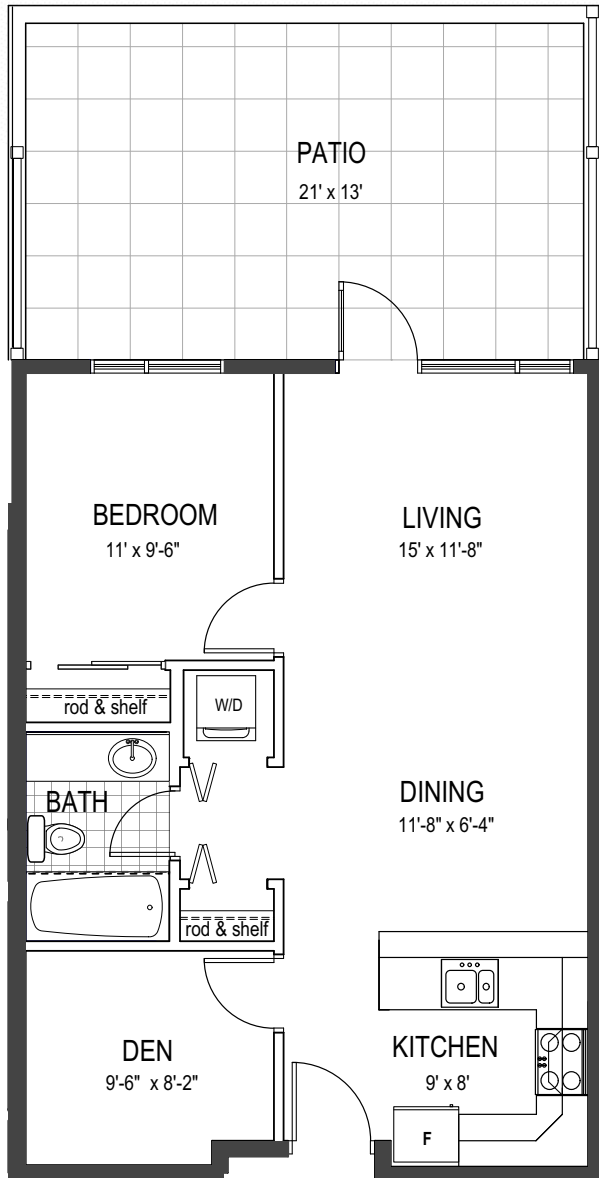 PATIO
21' x 13'
BEDROOM
11' x 9'-6"
LIVING
15' x 11'-8"
rod & shelf
W/D
BATH
DINING
11'-8" x 6'-4"
rod & shelf
DEN
9'-6" x 8'-2"
KITCHEN
9' x 8'
F